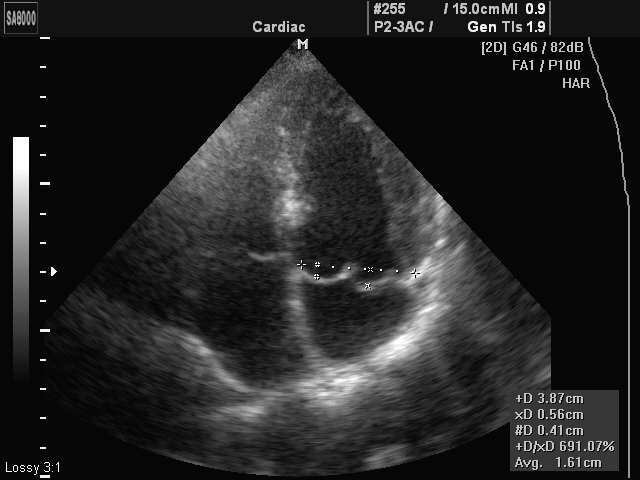 SA8000
#255 / 15.0cm MI 0.9
Cardiac P2-3AC / Gen TIs 1.9
M
[2D] G46 / 82dB
FA1 / P100
HAR
+D 3.87cm
xD 0.56cm
#D 0.41cm
+D/xD 691.07%
Avg. 1.61cm
Lossy 3:1